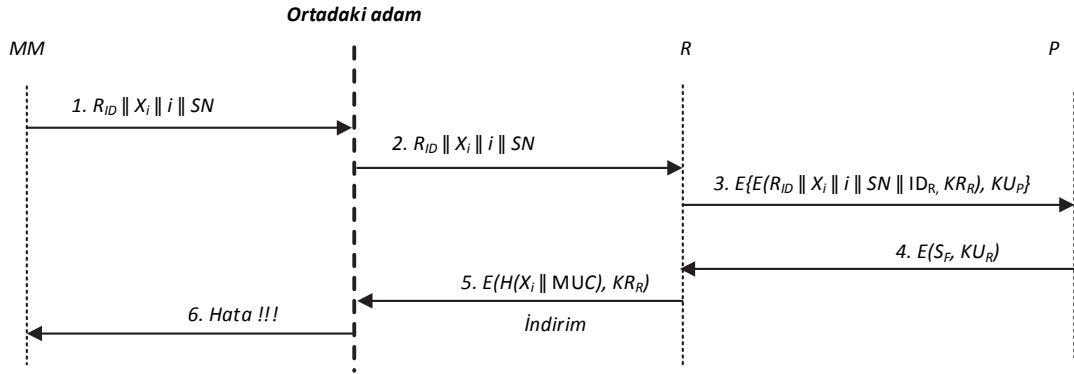 Ortadaki adam
MM R P
1. R_ID ‖ X_i ‖ i ‖ SN
2. R_ID ‖ X_i ‖ i ‖ SN
3. E{E(R_ID ‖ X_i ‖ i ‖ SN ‖ ID_R, KR_R), KU_P}
4. E(S_F, KU_R)
5. E(H(X_i ‖ MUC), KR_R)
6. Hata !!!
İndirim